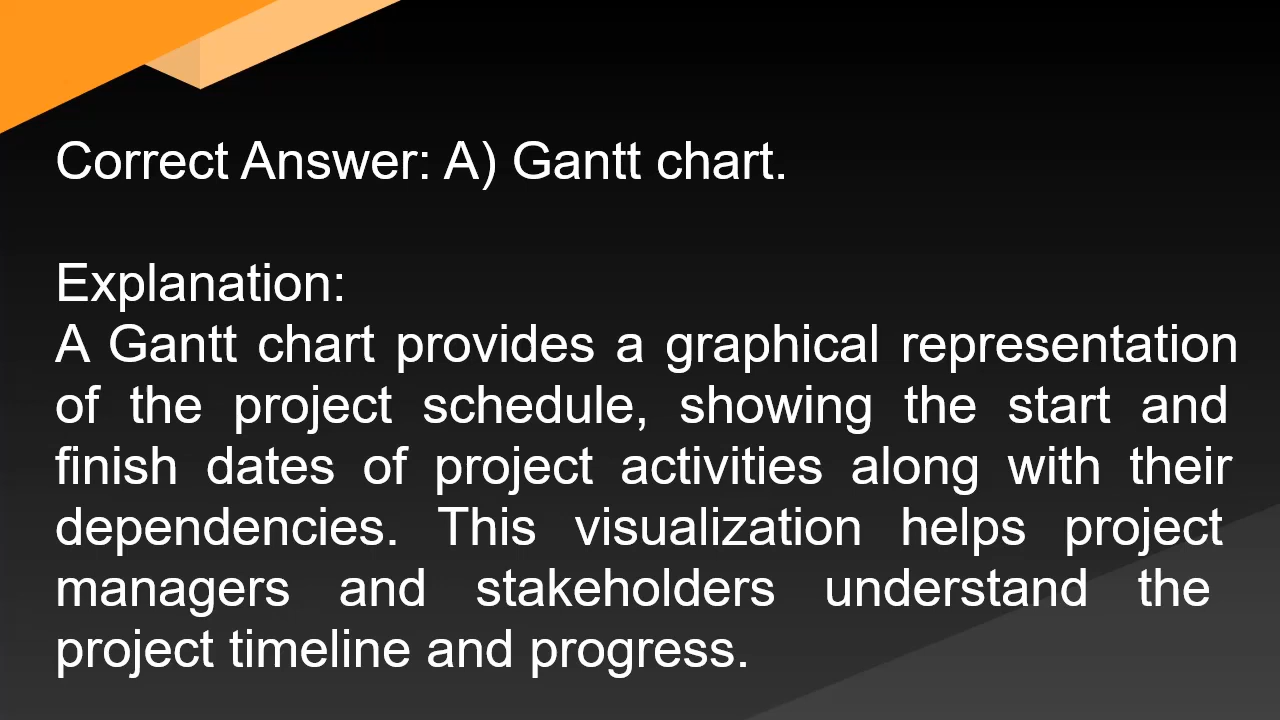 Correct Answer: A) Gantt chart.
Explanation:
A Gantt chart provides a graphical representation
of the project schedule, showing the start and
finish dates of project activities along with their
dependencies. This visualization helps project
managers and stakeholders understand the
project timeline and progress.